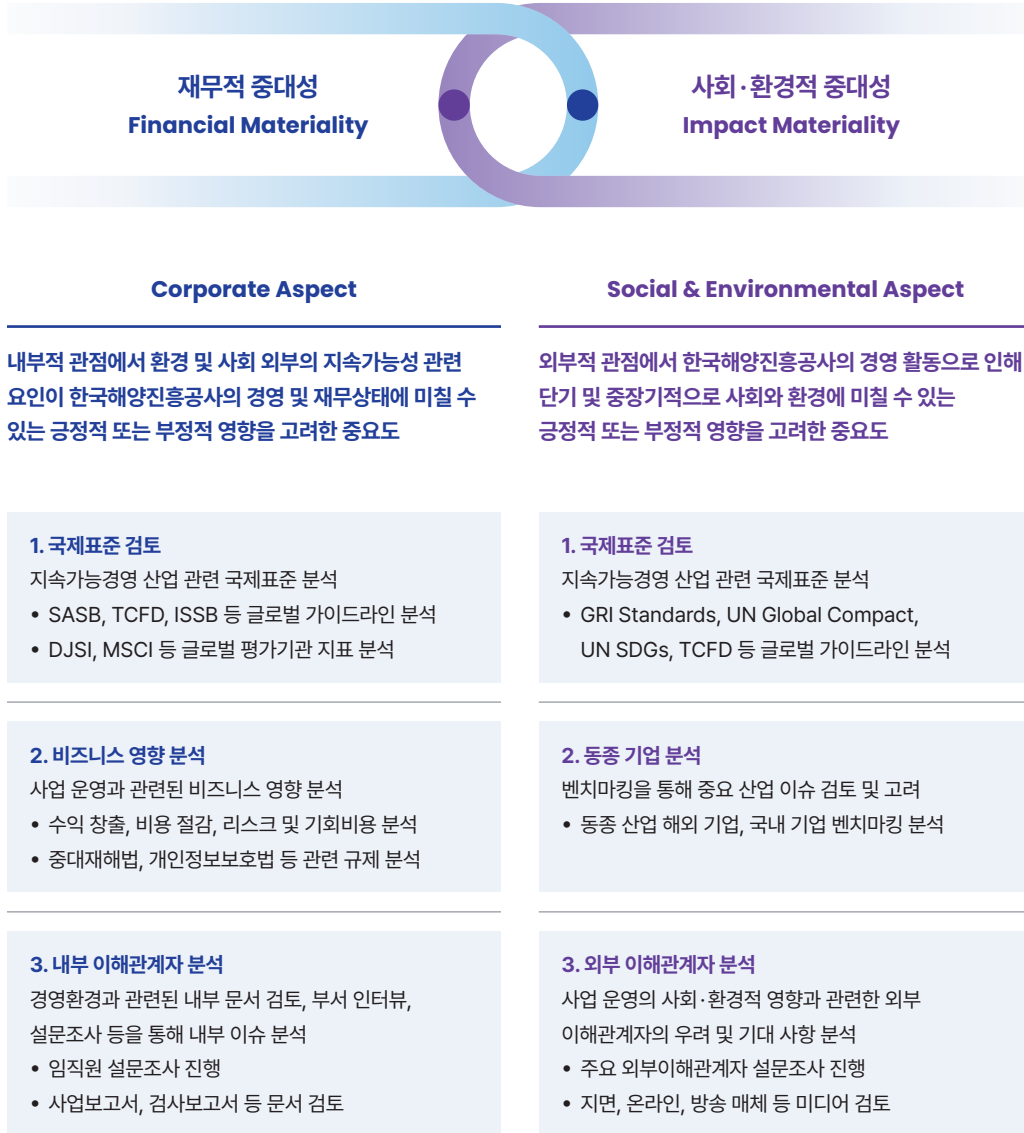 재무적 중대성
Financial Materiality
사회·환경적 중대성
Impact Materiality
Corporate Aspect
내부적 관점에서 환경 및 사회 외부의 지속가능성 관련
요인이 한국해양진흥공사의 경영 및 재무상태에 미칠 수
있는 긍정적 또는 부정적 영향을 고려한 중요도
1. 국제표준 검토
지속가능경영 산업 관련 국제표준 분석
• SASB, TCFD, ISSB 등 글로벌 가이드라인 분석
• DJSI, MSCI 등 글로벌 평가기관 지표 분석
2. 비즈니스 영향 분석
사업 운영과 관련된 비즈니스 영향 분석
• 수익 창출, 비용 절감, 리스크 및 기회비용 분석
• 중대재해법, 개인정보보호법 등 관련 규제 분석
3. 내부 이해관계자 분석
경영환경과 관련된 내부 문서 검토, 부서 인터뷰,
설문조사 등을 통해 내부 이슈 분석
• 임직원 설문조사 진행
• 사업보고서, 검사보고서 등 문서 검토
Social & Environmental Aspect
외부적 관점에서 한국해양진흥공사의 경영 활동으로 인해
단기 및 중장기적으로 사회와 환경에 미칠 수 있는
긍정적 또는 부정적 영향을 고려한 중요도
1. 국제표준 검토
지속가능경영 산업 관련 국제표준 분석
• GRI Standards, UN Global Compact,
UN SDGs, TCFD 등 글로벌 가이드라인 분석
2. 동종 기업 분석
벤치마킹을 통해 중요 산업 이슈 검토 및 고려
• 동종 산업 해외 기업, 국내 기업 벤치마킹 분석
3. 외부 이해관계자 분석
사업 운영의 사회·환경적 영향과 관련한 외부
이해관계자의 우려 및 기대 사항 분석
• 주요 외부이해관계자 설문조사 진행
• 지면, 온라인, 방송 매체 등 미디어 검토